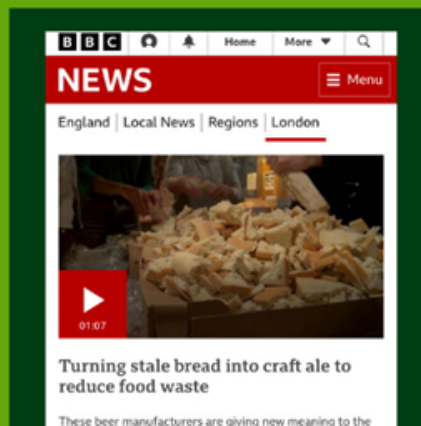 BBC Home More
NEWS Menu
England Local News Regions London
01:07
Turning stale bread into craft ale to
reduce food waste
These beer manufacturers are giving new meaning to the